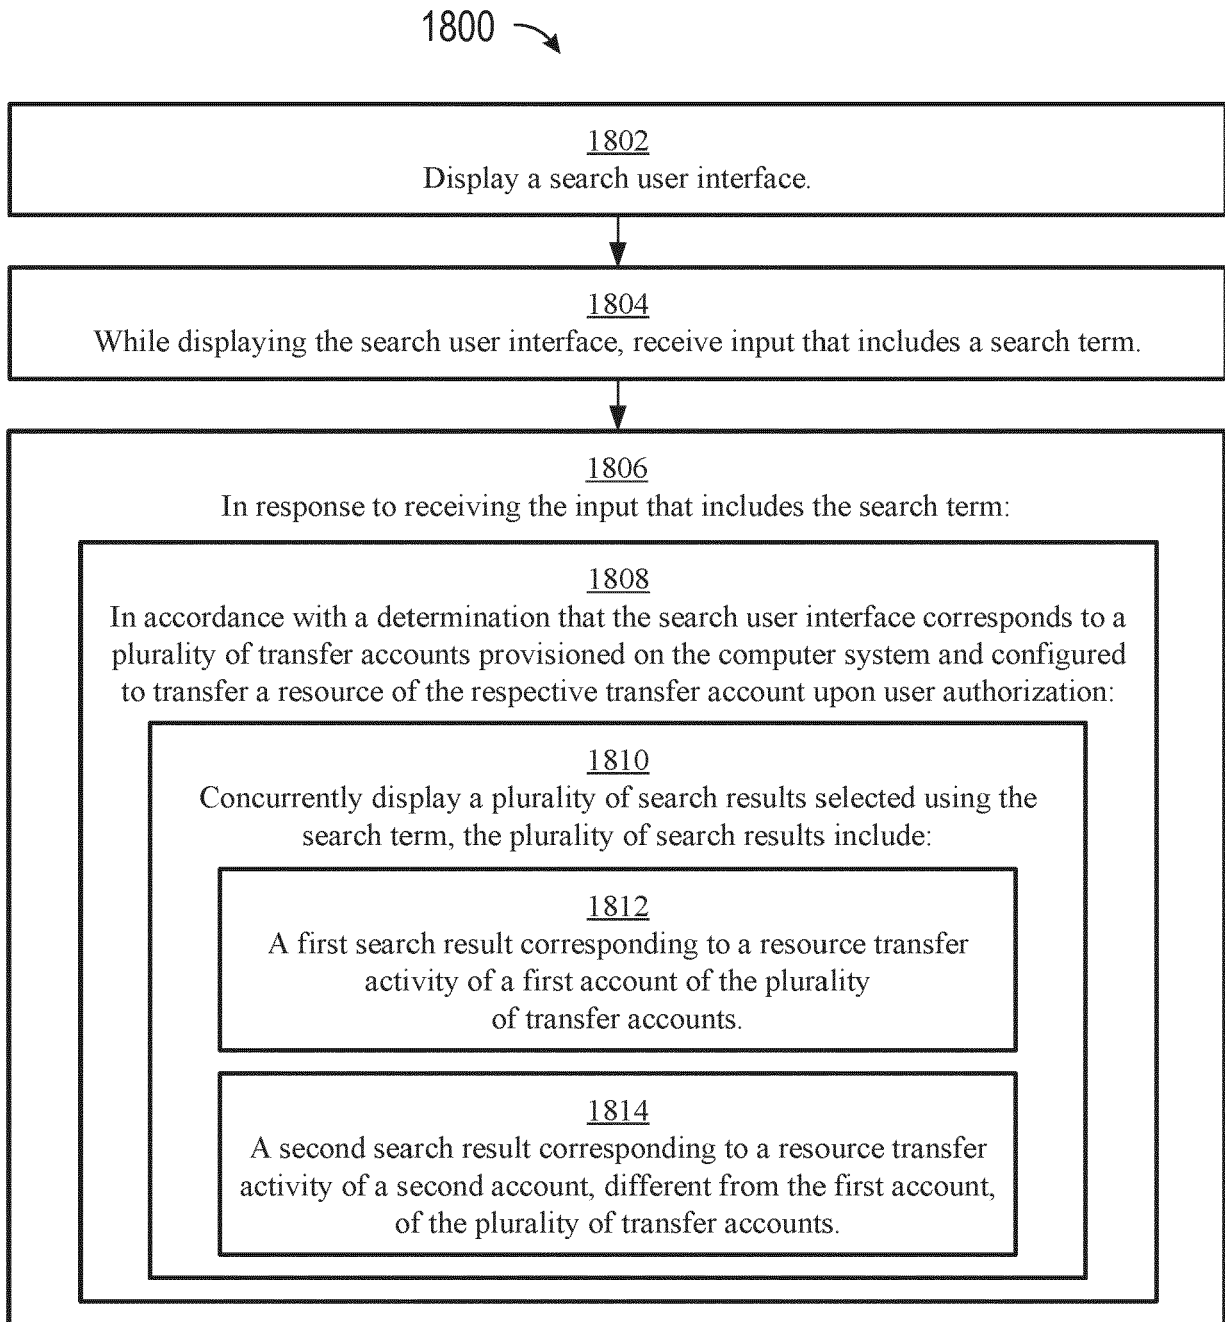 1800
1802
Display a search user interface.
1804
While displaying the search user interface, receive input that includes a search term.
1806
In response to receiving the input that includes the search term:
1808
In accordance with a determination that the search user interface corresponds to a
plurality of transfer accounts provisioned on the computer system and configured
to transfer a resource of the respective transfer account upon user authorization:
1810
Concurrently display a plurality of search results selected using the
search term, the plurality of search results include:
1812
A first search result corresponding to a resource transfer
activity of a first account of the plurality
of transfer accounts.
1814
A second search result corresponding to a resource transfer
activity of a second account, different from the first account,
of the plurality of transfer accounts.